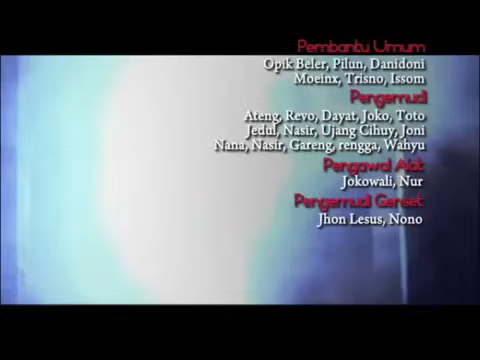 Pembantu Umum
Opik Beler, Pilun, Danidoni
Moeinx, Trisno, Issom
Pengemudi
Ateng, Revo, Dayat, Joko, Toto
Jedul, Nasir, Ujang Cihuy, Joni
Nana, Nasir, Gareng, rengga, Wahyu
Pengawal Alat
Jokowali, Nur
Pengemudi Genset
Jhon Lesus, Nono